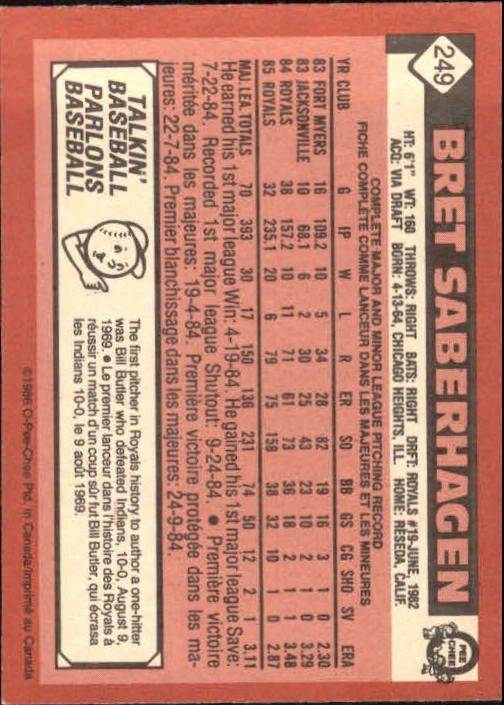 249
BRET SABERHAGEN
O
PEE
CHEE
HT: 6'1" WT: 160 THROWS: RIGHT BATS: RIGHT DRFT: ROYALS #19-JUNE, 1982
ACQ: VIA DRAFT BORN: 4-13-64, CHICAGO HEIGHTS, ILL. HOME: RESEDA, CALIF.
COMPLETE MAJOR AND MINOR LEAGUE PITCHING RECORD
FICHE COMPLÈTE COMME LANCEUR DANS LES MAJEURES ET LES MINEURES
YR CLUB G IP W L R ER SO BB GS CG SHO SV ERA
83 FORT MYERS 16 109.2 10 5 34 28 82 19 16 3 1 0 2.30
83 JACKSONVILLE 10 68.1 6 2 30 25 43 23 10 2 1 0 3.29
84 ROYALS 38 157.2 10 11 71 61 73 36 18 2 1 1 3.48
85 ROYALS 32 235.1 20 6 79 75 158 38 32 10 1 0 2.87
MAJ. LEA. TOTALS 70 393 30 17 150 136 231 74 50 12 2 1 3.11
He earned his 1st major league Win: 4-19-84. He gained his 1st major league Save:
7-22-84. Recorded 1st major league Shutout: 9-24-84. • Première victoire
méritée dans les majeures: 19-4-84. Première victoire protégée dans les ma-
jeures: 22-7-84. Premier blanchissage dans les majeures: 24-9-84.
TALKIN'
BASEBALL
PARLONS
BASEBALL
The first pitcher in Royals history to author a one-hitter
was Bill Butler who defeated Indians, 10-0, August 9,
1969. • Le premier lanceur dans l'histoire des Royals à
réussir un match d'un coup sûr fut Bill Butler, qui écrasa
les Indians 10-0, le 9 août 1969.
©1986 O-Pee-Chee Ptd. in Canada/Imprimé au Canada